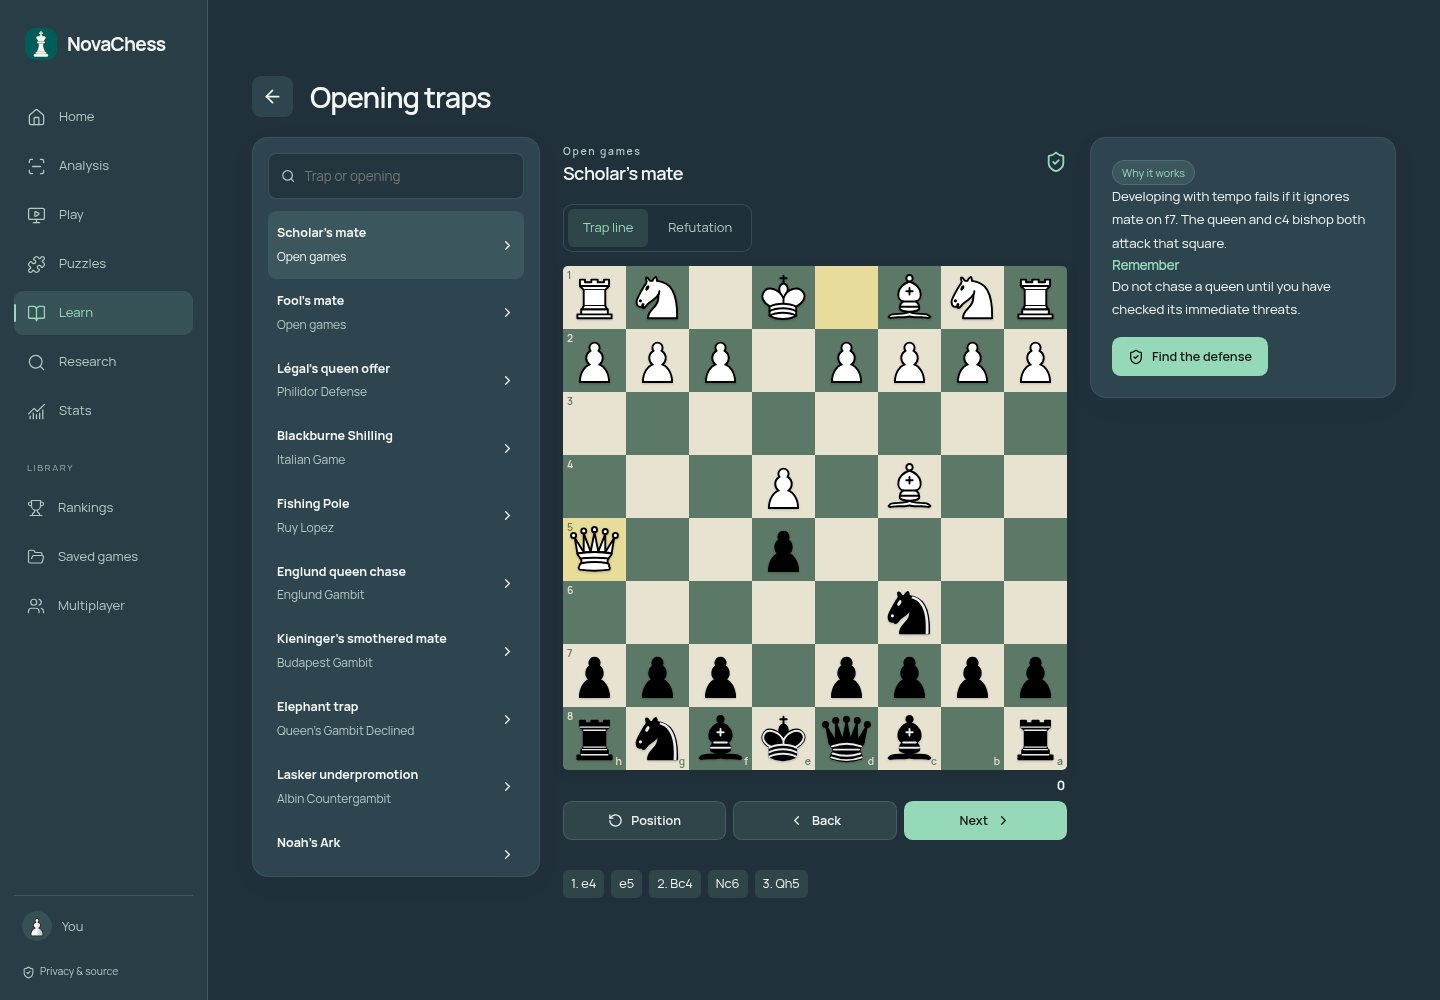 NovaChess
Home
Analysis
Play
Puzzles
Learn
Research
Stats
LIBRARY
Rankings
Saved games
Multiplayer
You
Privacy & source
Opening traps
Trap or opening
Scholar's mate
Open games
Fool's mate
Open games
Légal's queen offer
Philidor Defense
Blackburne Shilling
Italian Game
Fishing Pole
Ruy Lopez
Englund queen chase
Englund Gambit
Kieninger's smothered mate
Budapest Gambit
Elephant trap
Queen's Gambit Declined
Lasker underpromotion
Albin Countergambit
Noah's Ark
Open games
Scholar's mate
Trap line Refutation
1
2
3
4
5
6
7
8
h g f e d c b a
0
Position Back Next
1. e4 e5 2. Bc4 Nc6 3. Qh5
Why it works
Developing with tempo fails if it ignores
mate on f7. The queen and c4 bishop both
attack that square.
Remember
Do not chase a queen until you have
checked its immediate threats.
Find the defense